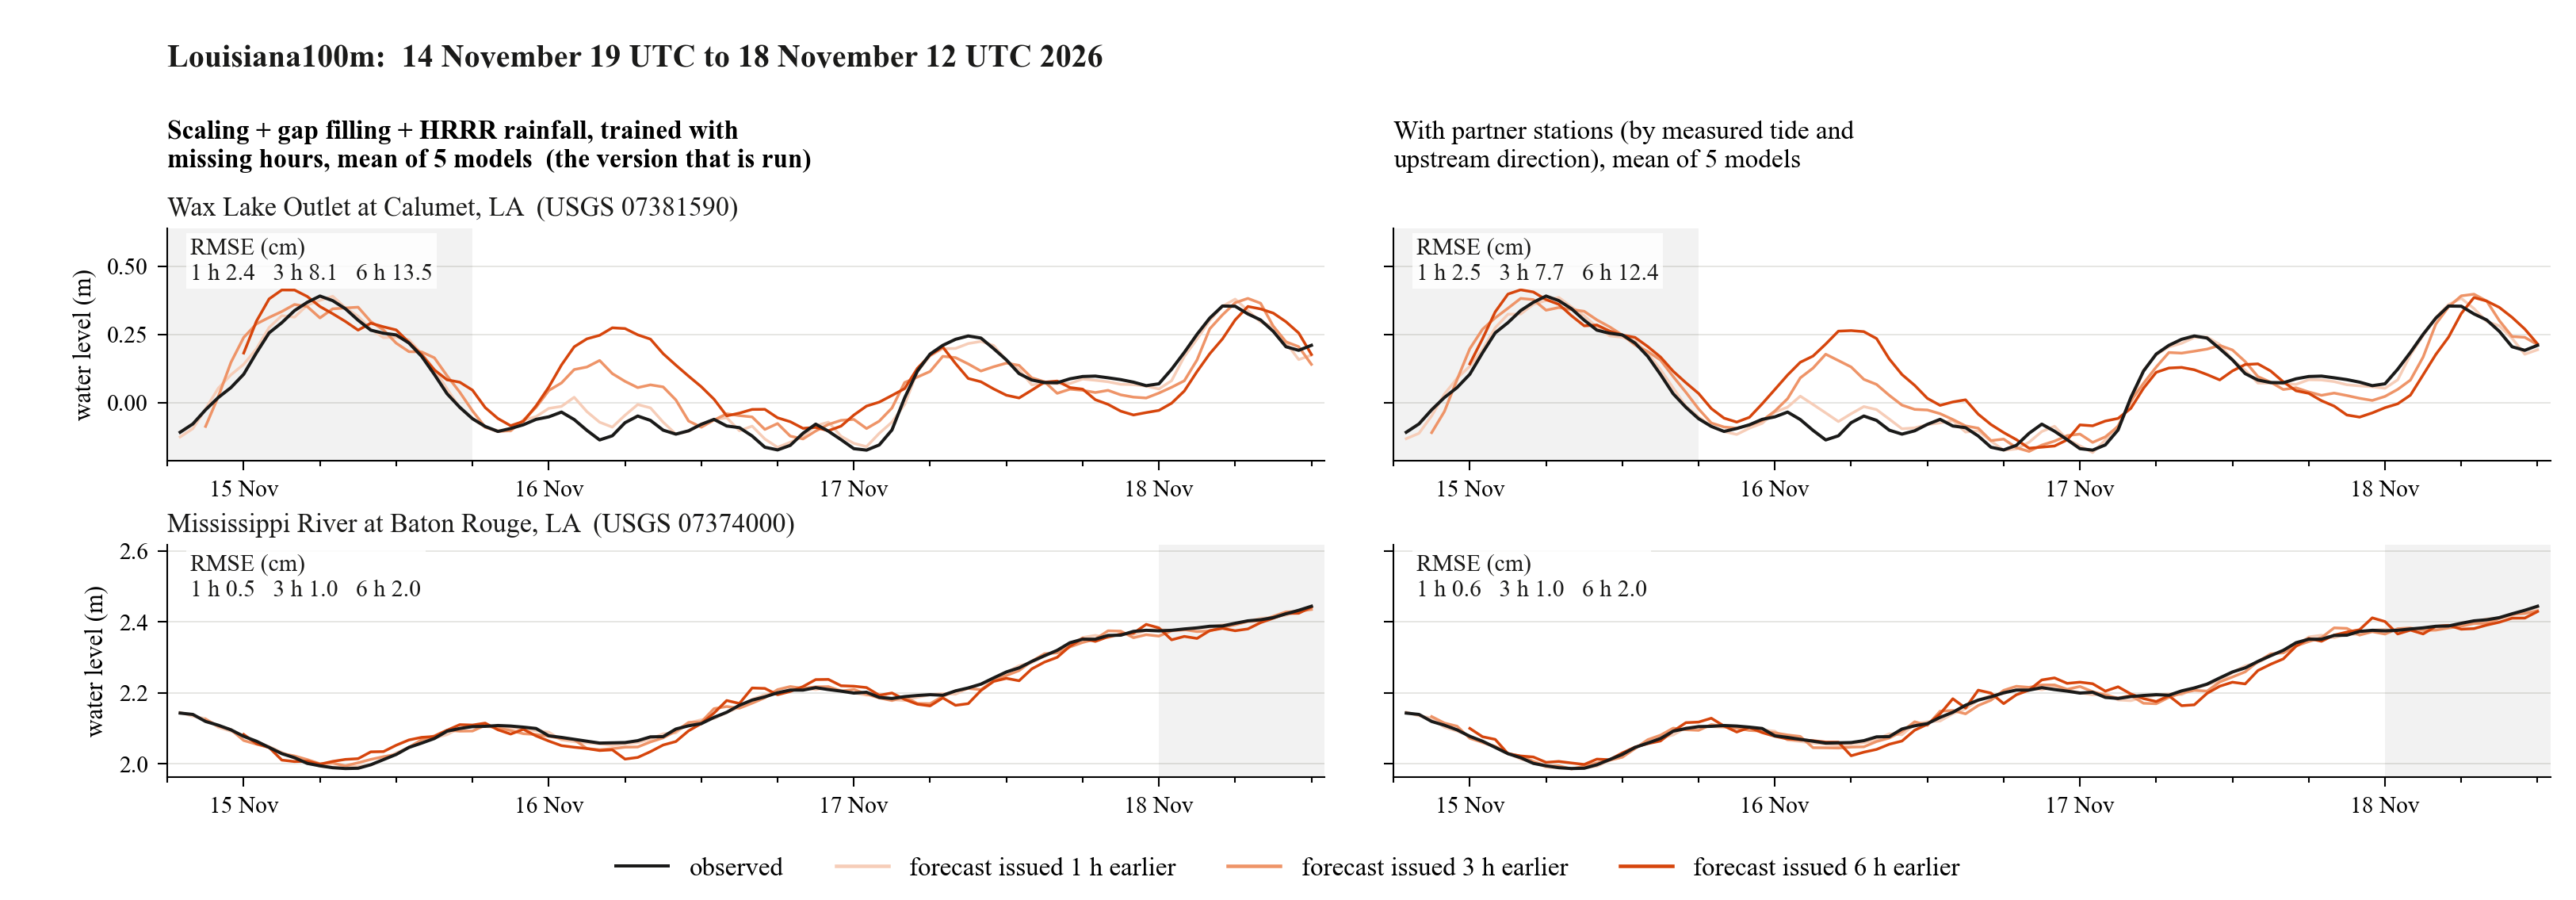 Louisiana100m:  14 November 19 UTC to 18 November 12 UTC 2026
Scaling + gap filling + HRRR rainfall, trained with
missing hours, mean of 5 models  (the version that is run)
With partner stations (by measured tide and
upstream direction), mean of 5 models
Wax Lake Outlet at Calumet, LA  (USGS 07381590)
water level (m)
0.50
0.25
0.00
RMSE (cm)
1 h 2.4   3 h 8.1   6 h 13.5
15 Nov   16 Nov   17 Nov   18 Nov
RMSE (cm)
1 h 2.5   3 h 7.7   6 h 12.4
15 Nov   16 Nov   17 Nov   18 Nov
Mississippi River at Baton Rouge, LA  (USGS 07374000)
water level (m)
2.6
2.4
2.2
2.0
RMSE (cm)
1 h 0.5   3 h 1.0   6 h 2.0
15 Nov   16 Nov   17 Nov   18 Nov
RMSE (cm)
1 h 0.6   3 h 1.0   6 h 2.0
15 Nov   16 Nov   17 Nov   18 Nov
observed   forecast issued 1 h earlier   forecast issued 3 h earlier   forecast issued 6 h earlier